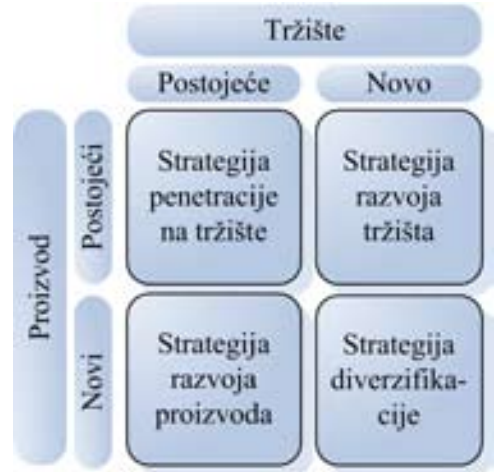 Tržište
Postojeće
Novo
Proizvod
Postojeći
Strategija
penetracije
na tržište
Strategija
razvoja
tržišta
Novi
Strategija
razvoja
proizvoda
Strategija
diverzifika-
cije